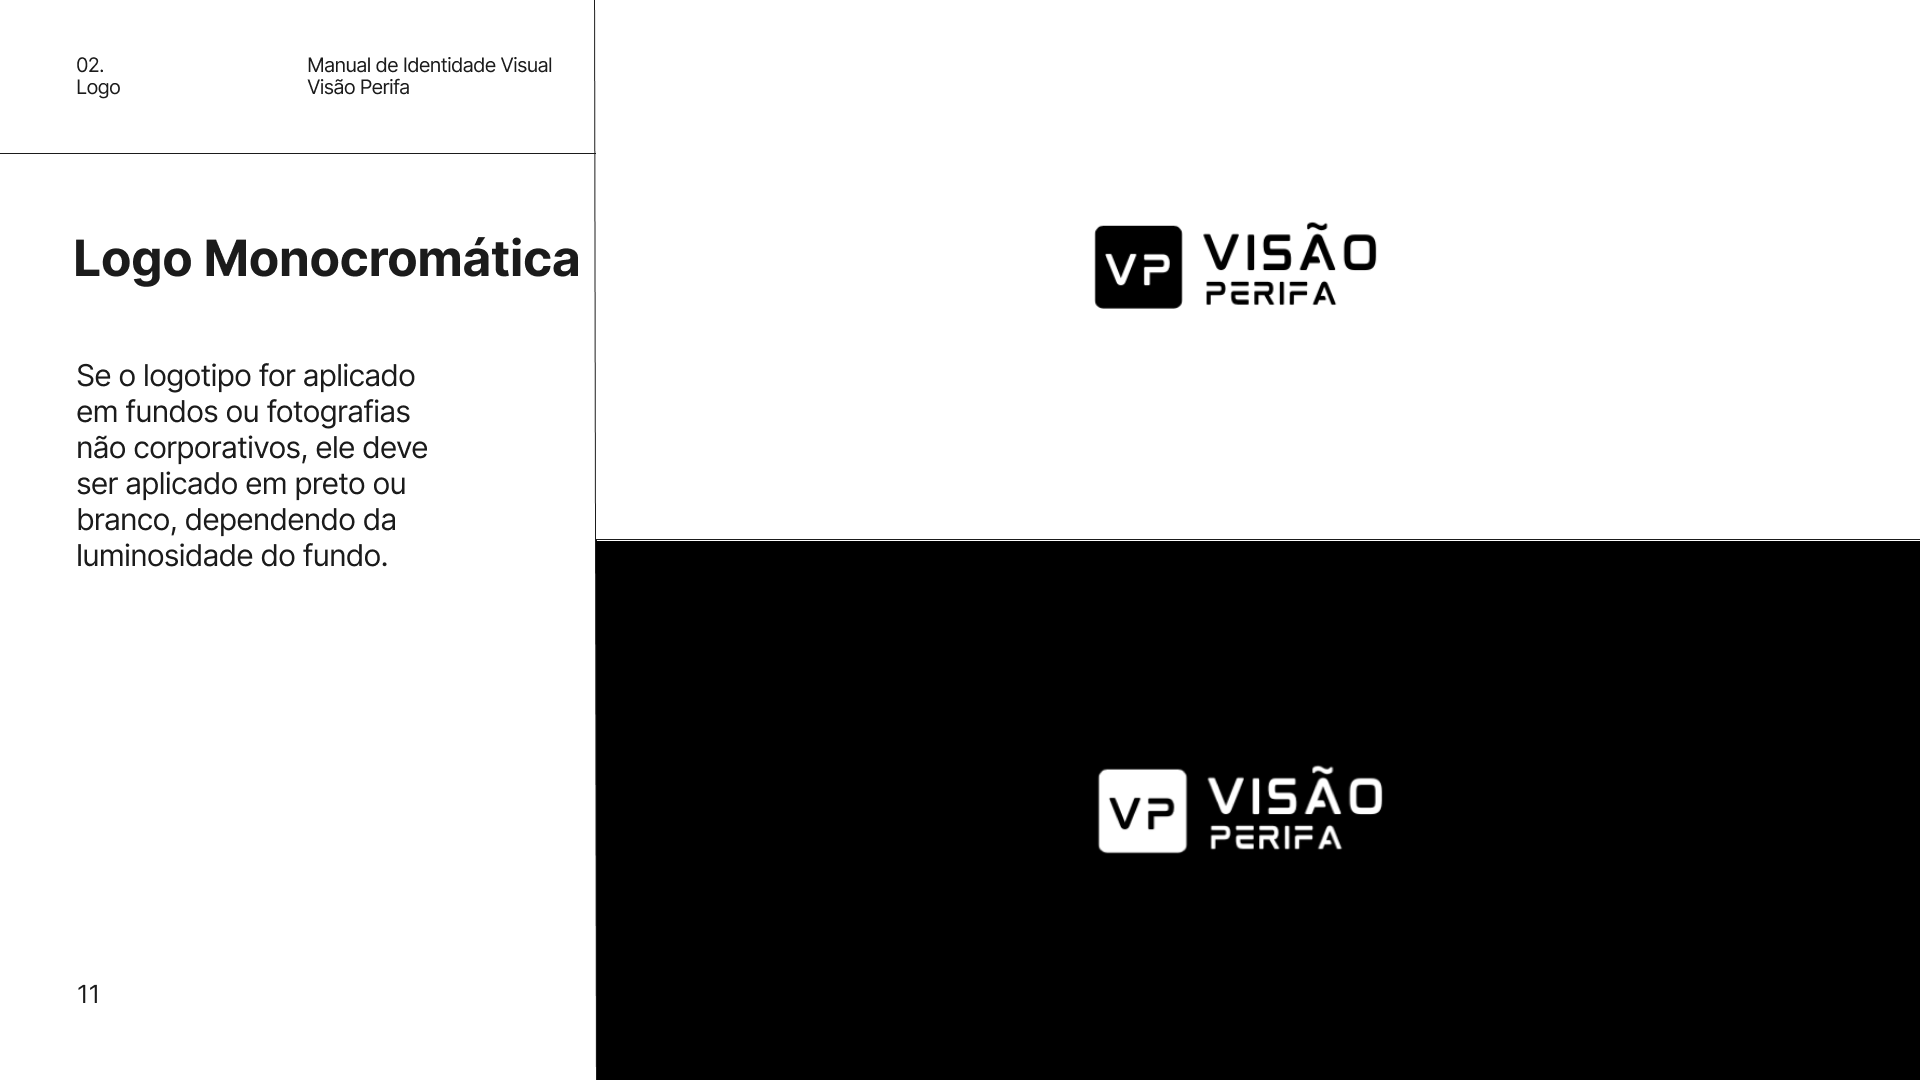 02.
Logo
Manual de Identidade Visual
Visão Perifa
Logo Monocromática
Se o logotipo for aplicado
em fundos ou fotografias
não corporativos, ele deve
ser aplicado em preto ou
branco, dependendo da
luminosidade do fundo.
11
VP
VISÃO
PERIFA
VP
VISÃO
PERIFA